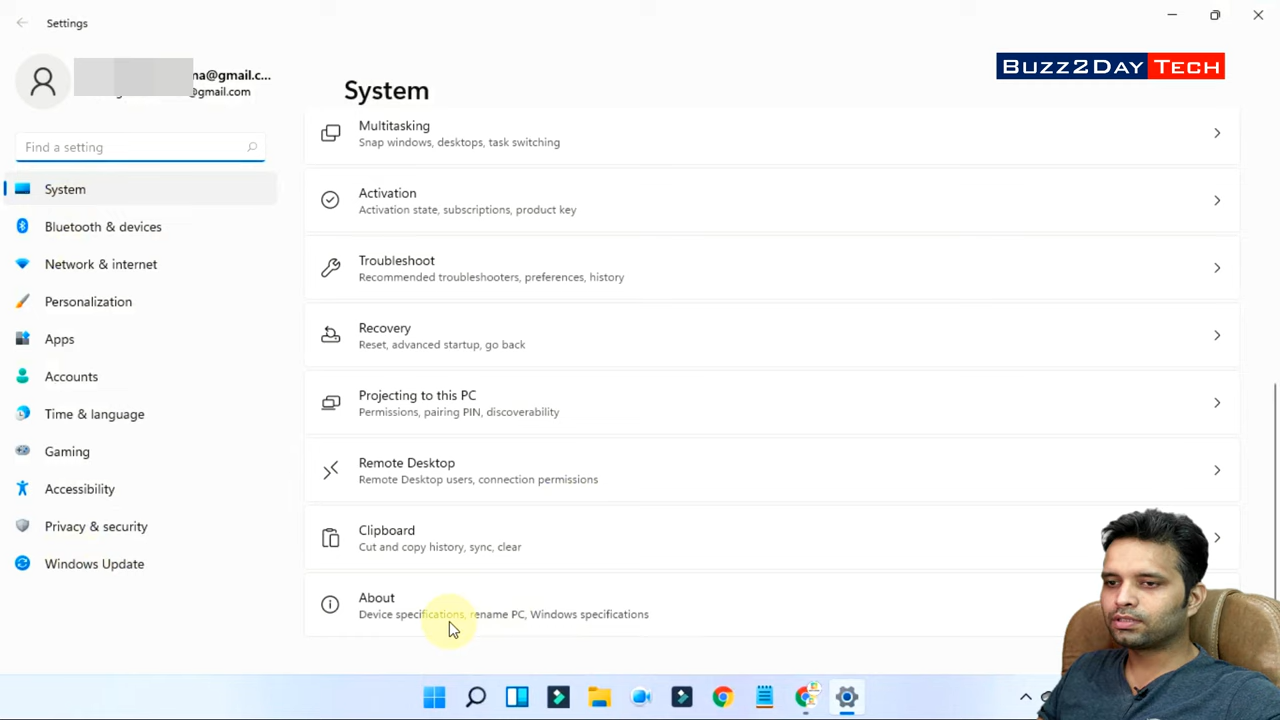 Settings
na@gmail.c...
@gmail.com
Buzz2Day Tech
System
Find a setting
System
Bluetooth & devices
Network & internet
Personalization
Apps
Accounts
Time & language
Gaming
Accessibility
Privacy & security
Windows Update
Multitasking
Snap windows, desktops, task switching
Activation
Activation state, subscriptions, product key
Troubleshoot
Recommended troubleshooters, preferences, history
Recovery
Reset, advanced startup, go back
Projecting to this PC
Permissions, pairing PIN, discoverability
Remote Desktop
Remote Desktop users, connection permissions
Clipboard
Cut and copy history, sync, clear
About
Device specifications, rename PC, Windows specifications